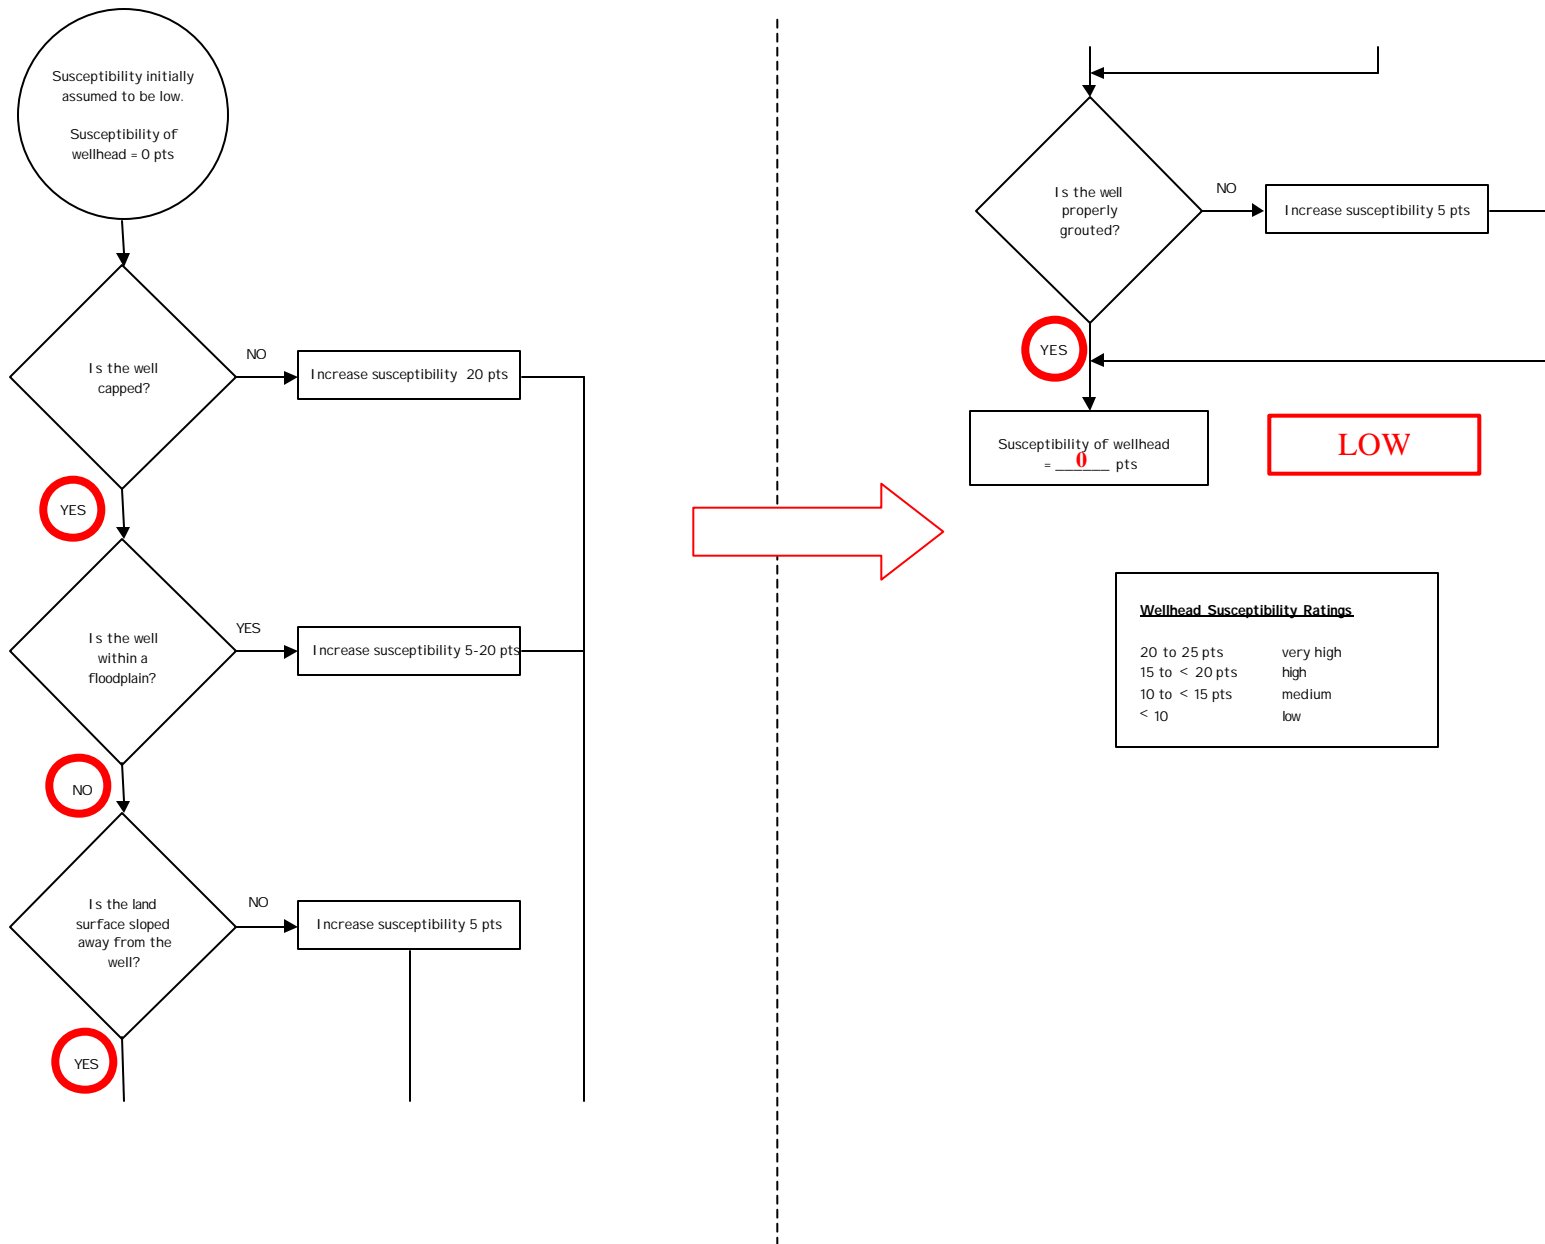 Susceptibility initially
assumed to be low.
Susceptibility of
wellhead = 0 pts
Is the well
capped?
NO
Increase susceptibility 20 pts
YES
Is the well
within a
floodplain?
YES
Increase susceptibility 5-20 pts
NO
Is the land
surface sloped
away from the
well?
NO
Increase susceptibility 5 pts
YES
Is the well
properly
grouted?
NO
Increase susceptibility 5 pts
YES
Susceptibility of wellhead
= ___0___ pts
LOW
Wellhead Susceptibility Ratings
20 to 25 pts very high
15 to < 20 pts high
10 to < 15 pts medium
< 10 low